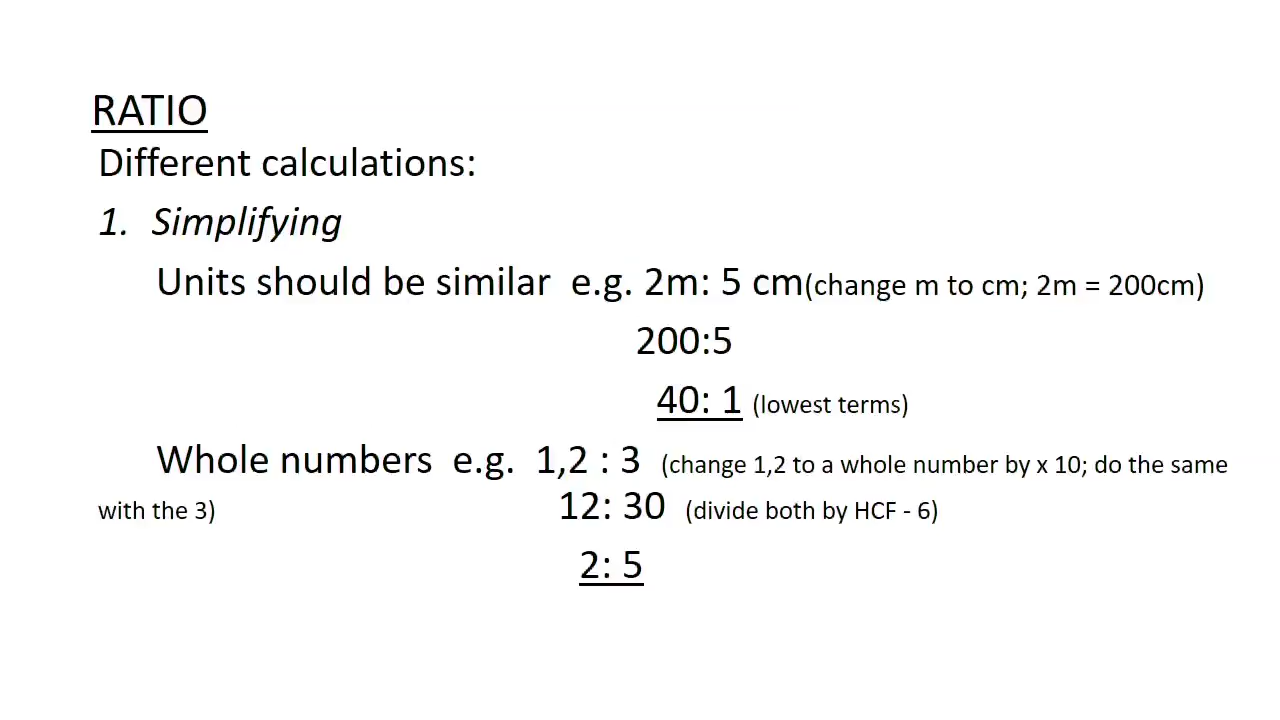 RATIO
Different calculations:
1. Simplifying
Units should be similar e.g. 2m: 5 cm(change m to cm; 2m = 200cm)
200:5
40: 1 (lowest terms)
Whole numbers e.g. 1,2 : 3 (change 1,2 to a whole number by x 10; do the same
with the 3) 12: 30 (divide both by HCF - 6)
2: 5